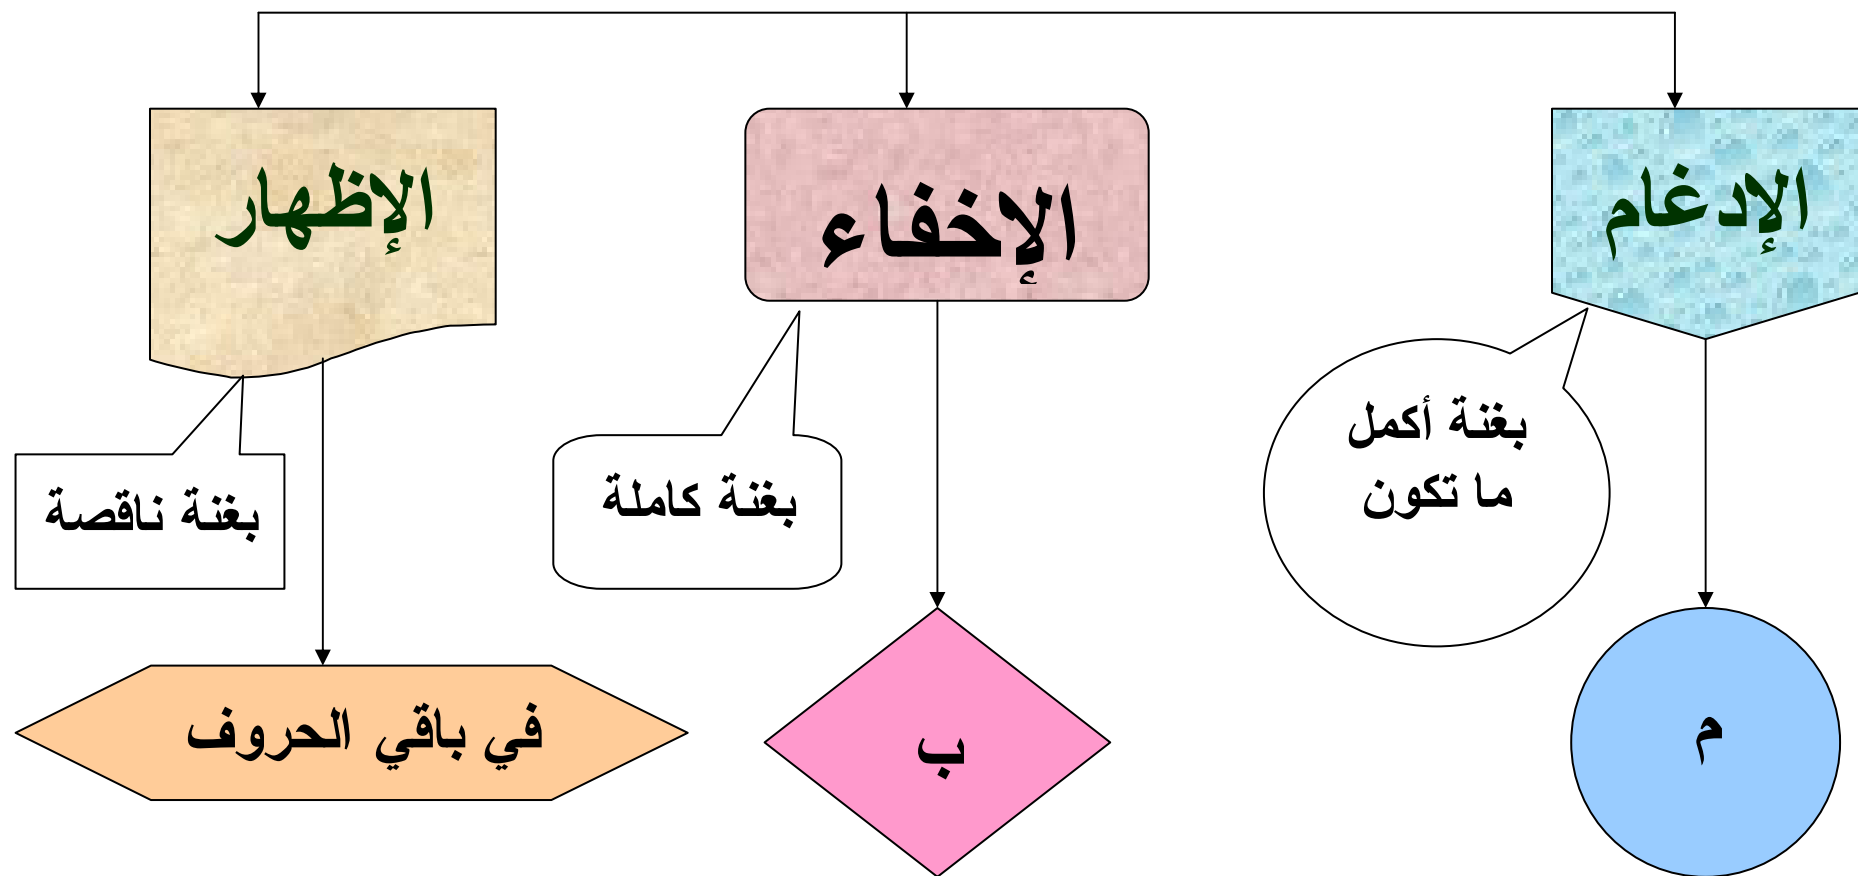 الإدغام
الإخفاء
الإظهار
بغنة أكمل
ما تكون
بغنة كاملة
بغنة ناقصة
م
ب
في باقي الحروف